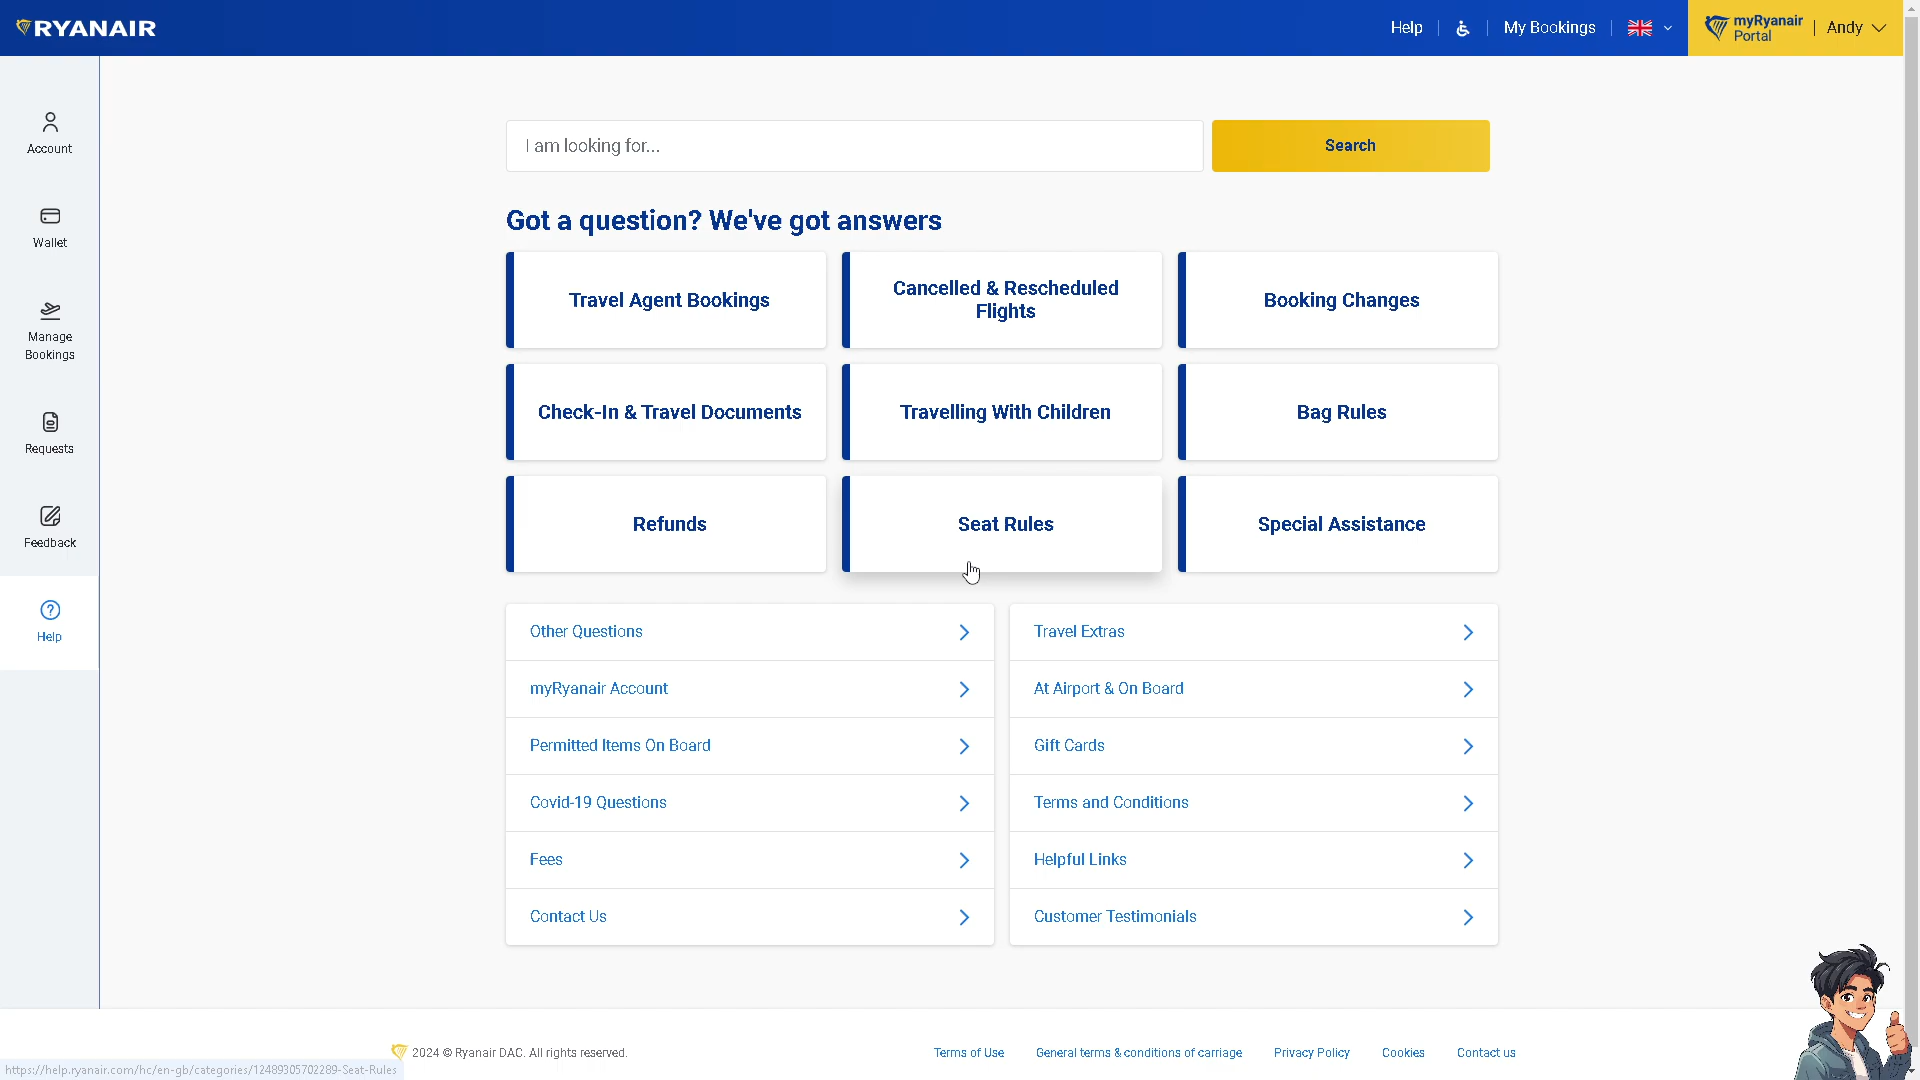 RYANAIR
Help
My Bookings
myRyanair
Portal
Andy
Account
Wallet
Manage
Bookings
Requests
Feedback
Help
I am looking for...
Search
Got a question? We've got answers
Travel Agent Bookings
Cancelled & Rescheduled
Flights
Booking Changes
Check-In & Travel Documents
Travelling With Children
Bag Rules
Refunds
Seat Rules
Special Assistance
Other Questions
Travel Extras
myRyanair Account
At Airport & On Board
Permitted Items On Board
Gift Cards
Covid-19 Questions
Terms and Conditions
Fees
Helpful Links
Contact Us
Customer Testimonials
2024 © Ryanair DAC. All rights reserved.
Terms of Use
General terms & conditions of carriage
Privacy Policy
Cookies
Contact us
https://help.ryanair.com/hc/en-gb/categories/12489305702289-Seat-Rules